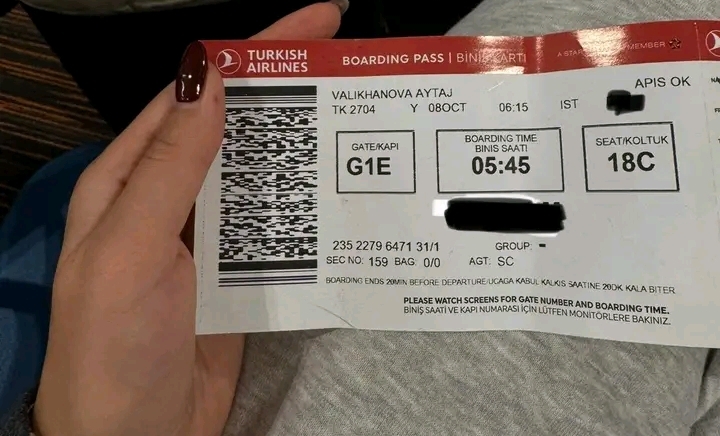 TURKISH
AIRLINES
BOARDING PASS | BİNİŞ KARTI
MEMBER
APIS OK
VALIKHANOVA AYTAJ
TK 2704 Y 08OCT 06:15 IST
GATE/KAPI
G1E
BOARDING TIME
BINIS SAATI
05:45
SEAT/KOLTUK
18C
235 2279 6471 31/1 GROUP: -
SEC NO: 159 BAG: 0/0 AGT: SC
BOARDING ENDS 20MIN BEFORE DEPARTURE/UCAGA KABUL KALKIS SAATINE 20DK KALA BITER
PLEASE WATCH SCREENS FOR GATE NUMBER AND BOARDING TIME.
BİNİŞ SAATİ VE KAPI NUMARASI İÇİN LÜTFEN MONİTÖRLERE BAKINIZ.